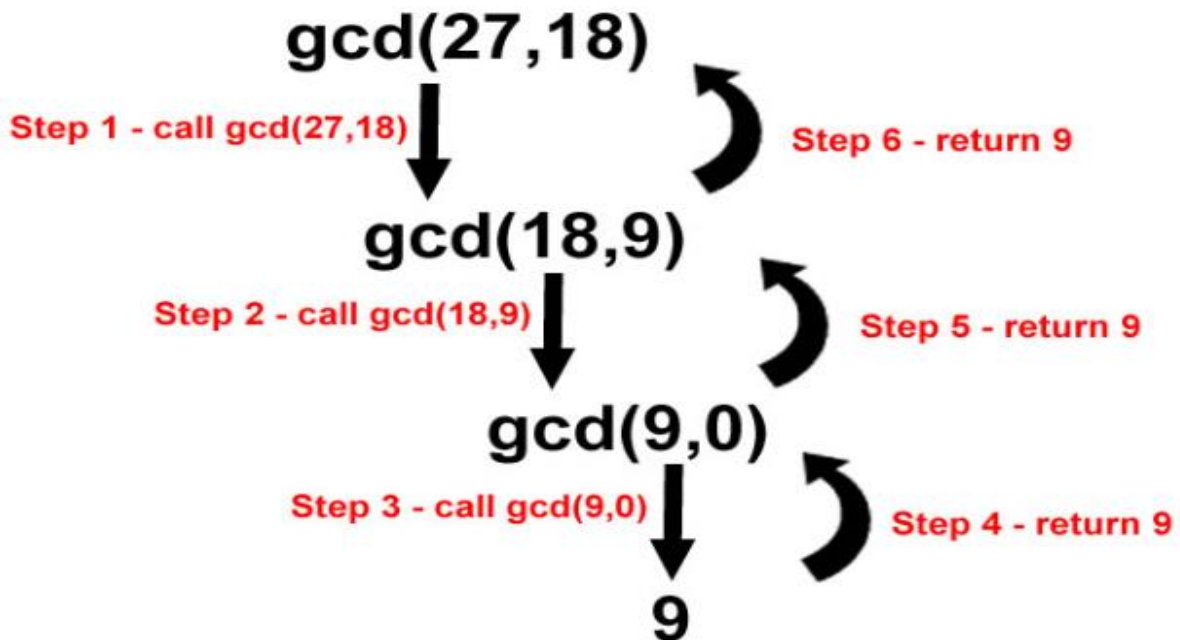 gcd(27,18)
Step 1 - call gcd(27,18)
Step 6 - return 9
gcd(18,9)
Step 2 - call gcd(18,9)
Step 5 - return 9
gcd(9,0)
Step 3 - call gcd(9,0)
Step 4 - return 9
9